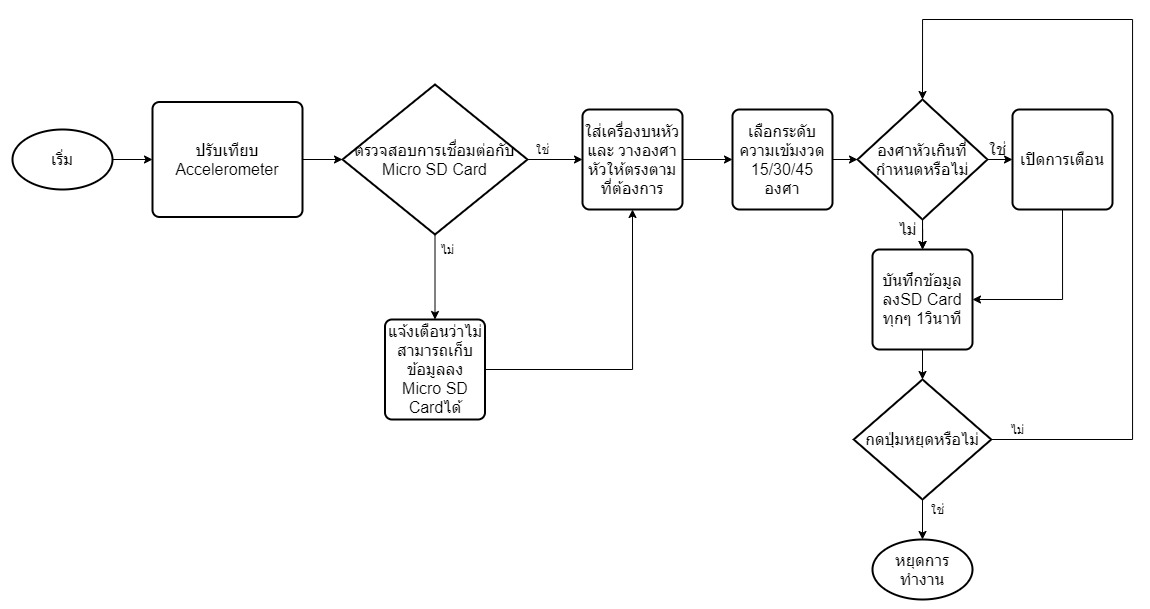 เริ่ม
ปรับเทียบ
Accelerometer
ตรวจสอบการเชื่อมต่อกับ
Micro SD Card
ใช่
ไม่
แจ้งเตือนว่าไม่
สามารถเก็บ
ข้อมูลลง
Micro SD
Cardได้
ใส่เครื่องบนหัว
และ วางองศา
หัวให้ตรงตาม
ที่ต้องการ
เลือกระดับ
ความเข้มงวด
15/30/45
องศา
องศาหัวเกินที่
กำหนดหรือไม่
ใช่
เปิดการเตือน
ไม่
บันทึกข้อมูล
ลงSD Card
ทุกๆ 1วินาที
กดปุ่มหยุดหรือไม่
ไม่
ใช่
หยุดการ
ทำงาน